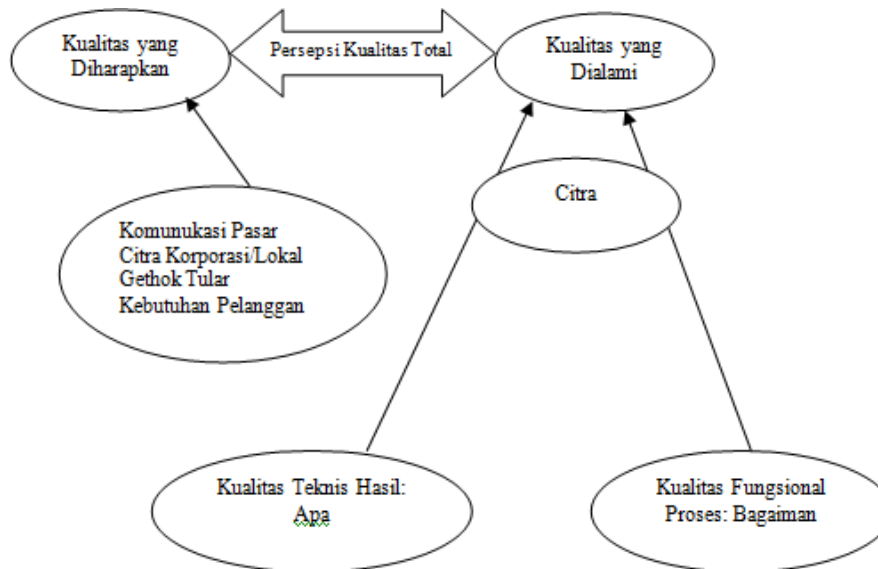 Kualitas yang
Diharapkan
Persepsi Kualitas Total
Kualitas yang
Dialami
Citra
Komunukasi Pasar
Citra Korporasi/Lokal
Gethok Tular
Kebutuhan Pelanggan
Kualitas Teknis Hasil:
Apa
Kualitas Fungsional
Proses: Bagaiman